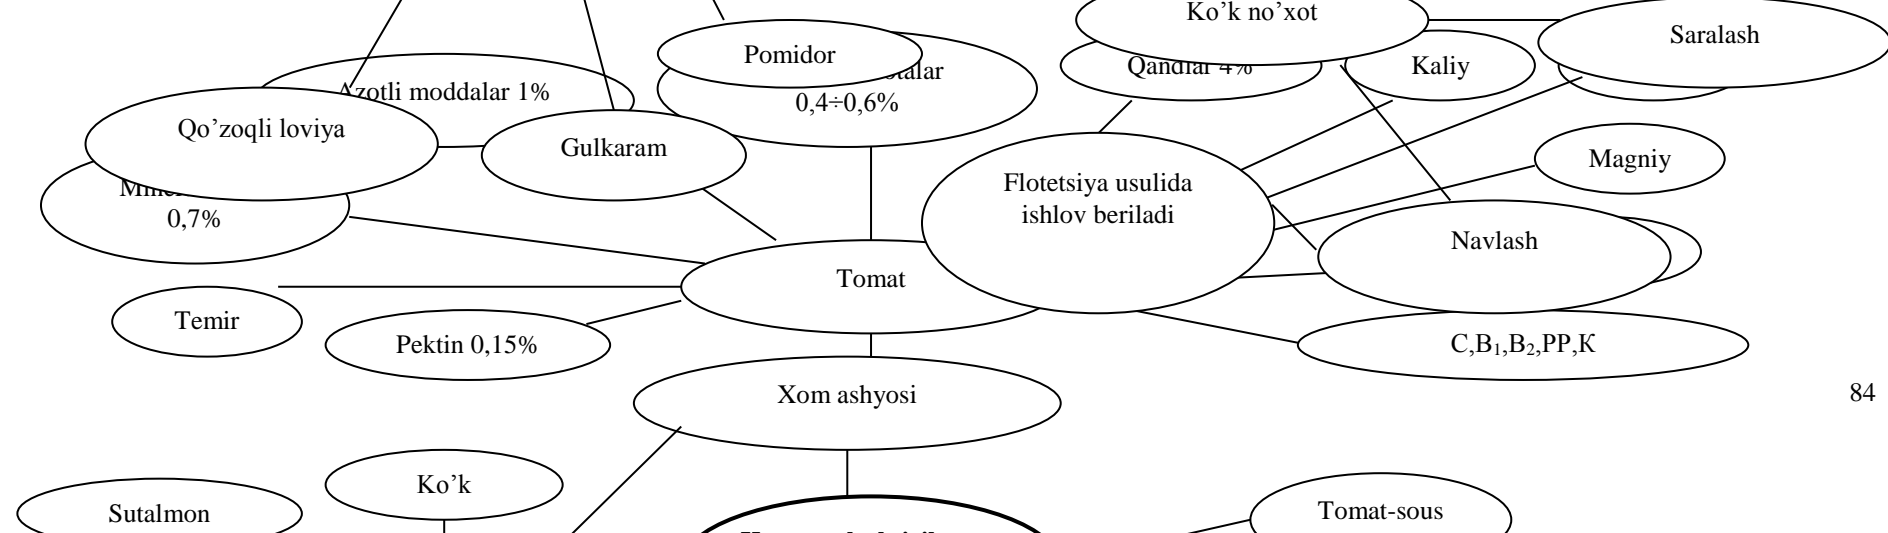 Ko’k no’xot
Saralash
Pomidor
Qandlar 4%
Kaliy
Azotli moddalar 1%
0,4÷0,6%
Qo’zoqli loviya
Gulkaram
Magniy
Flotetsiya usulida
ishlov beriladi
0,7%
Navlash
Tomat
Temir
Pektin 0,15%
C,B₁,B₂,PP,K
Xom ashyosi
84
Ko’k
Sutalmon
Tomat-sous